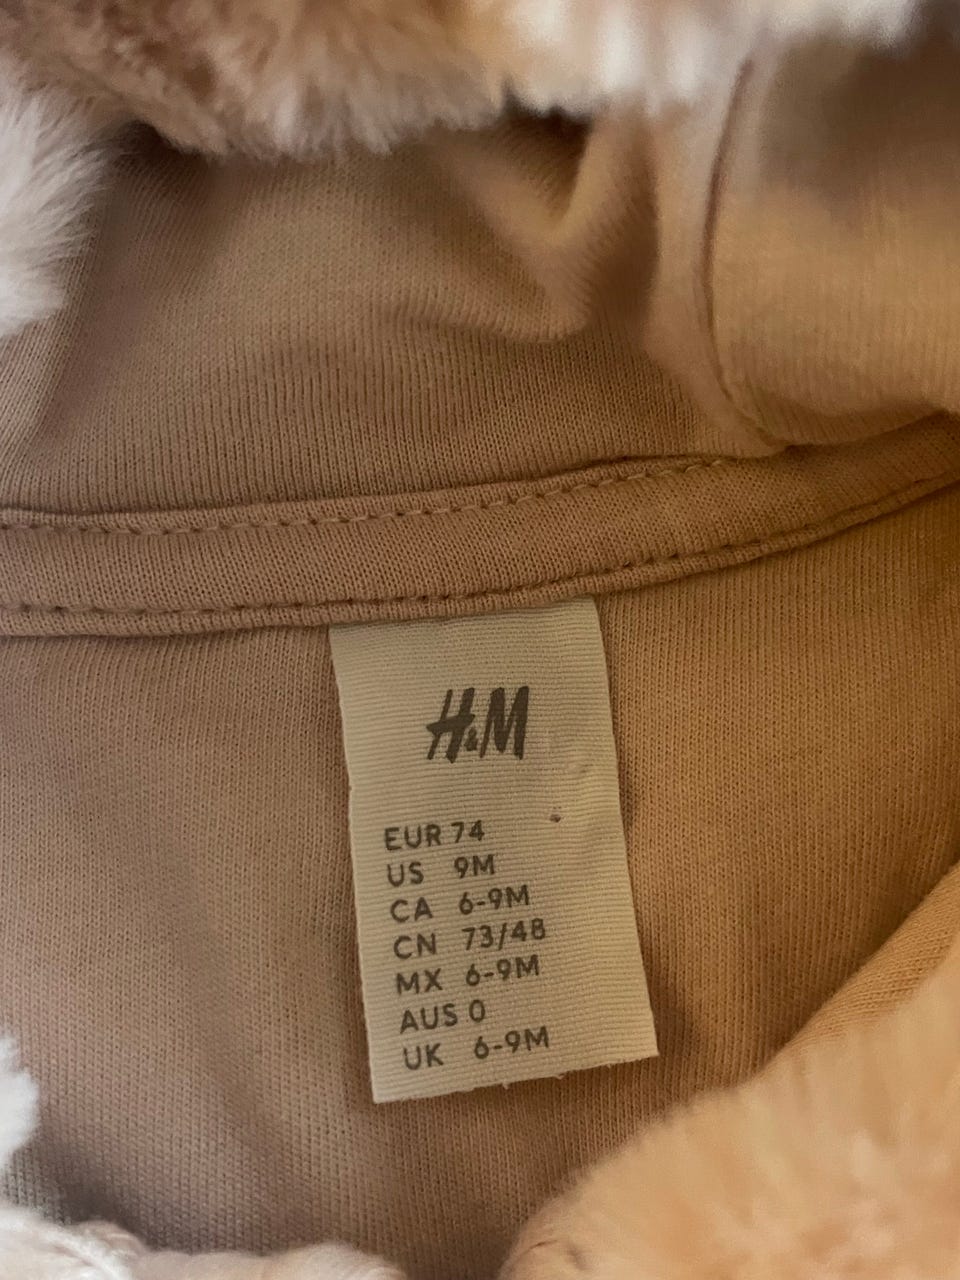 H&M
EUR 74
US 9M
CA 6-9M
CN 73/48
MX 6-9M
AUS 0
UK 6-9M